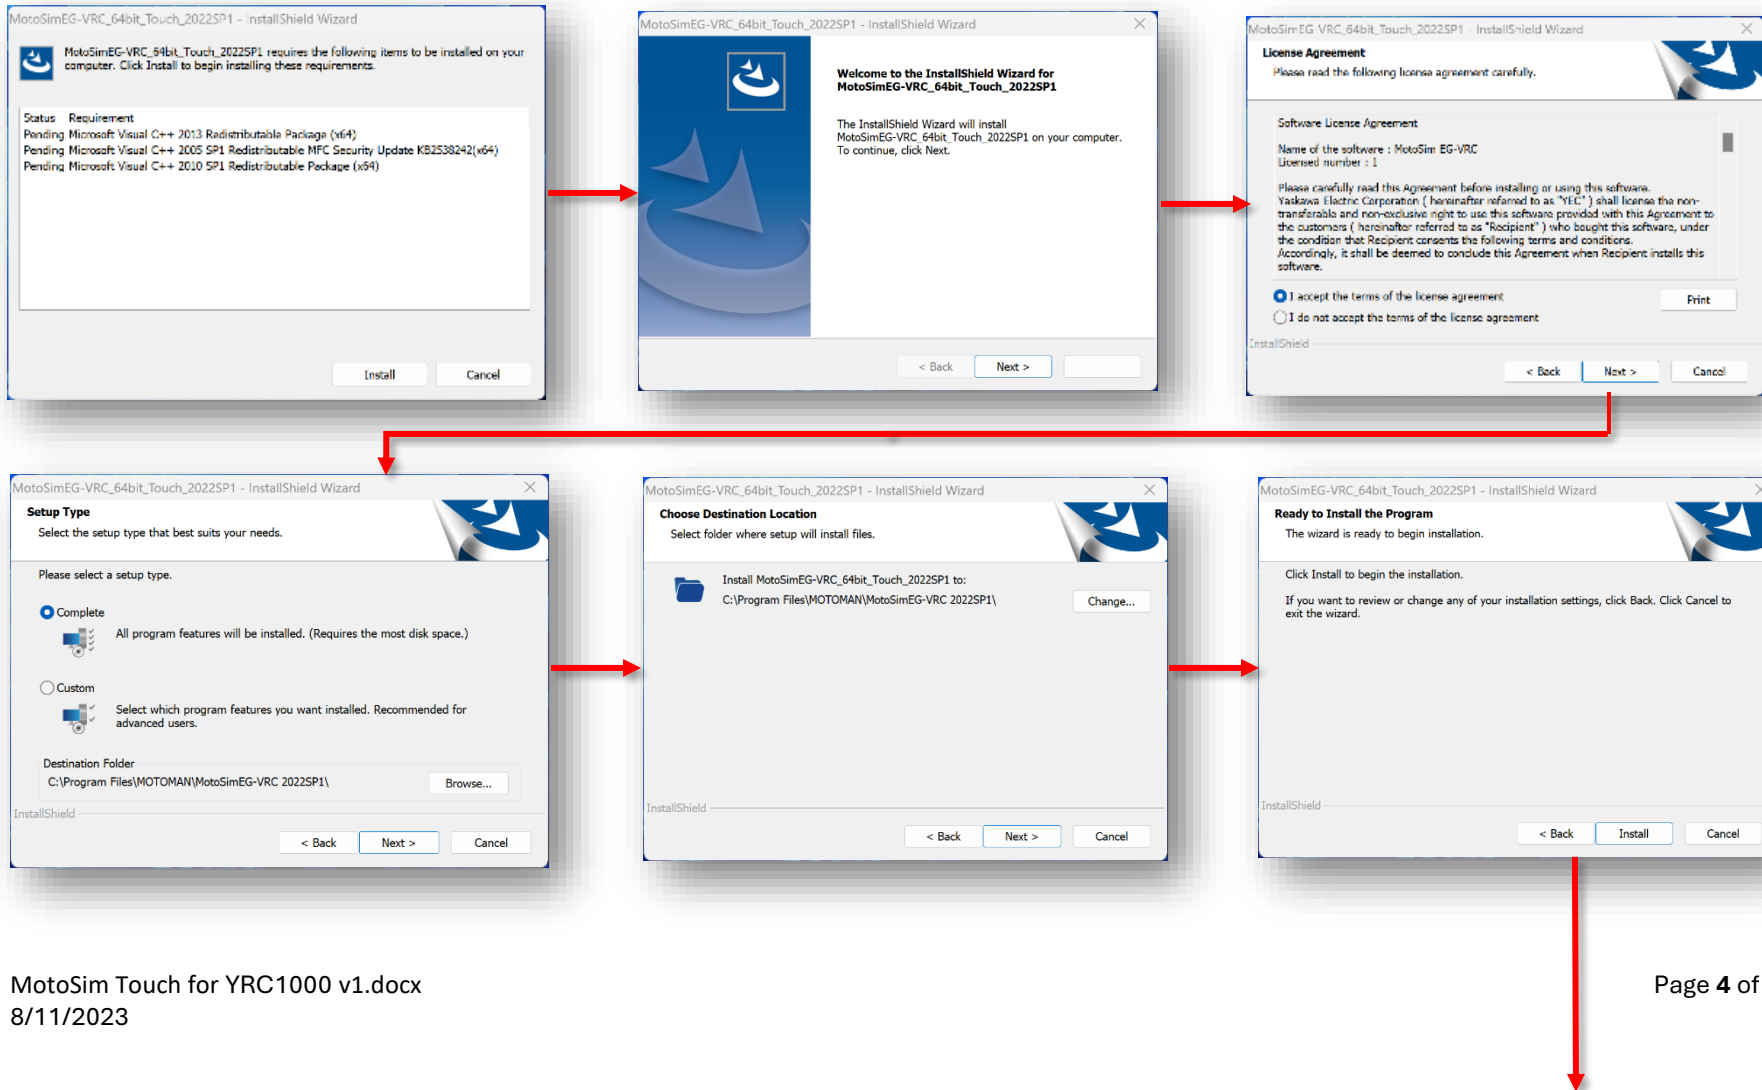 MotoSimEG-VRC_64bit_Touch_2022SP1 - InstallShield Wizard
MotoSimEG-VRC_64bit_Touch_2022SP1 requires the following items to be installed on your
computer. Click Install to begin installing these requirements.
Status Requirement
Pending Microsoft Visual C++ 2013 Redistributable Package (x64)
Pending Microsoft Visual C++ 2005 SP1 Redistributable MFC Security Update KB2538242(x64)
Pending Microsoft Visual C++ 2010 SP1 Redistributable Package (x64)
Install Cancel
MotoSimEG-VRC_64bit_Touch_2022SP1 - InstallShield Wizard
Welcome to the InstallShield Wizard for
MotoSimEG-VRC_64bit_Touch_2022SP1
The InstallShield Wizard will install
MotoSimEG-VRC_64bit_Touch_2022SP1 on your computer.
To continue, click Next.
< Back Next >
MotoSimEG-VRC_64bit_Touch_2022SP1 - InstallShield Wizard
License Agreement
Please read the following license agreement carefully.
Software License Agreement
Name of the software : MotoSim EG-VRC
Licensed number : 1
Please carefully read this Agreement before installing or using this software.
Yaskawa Electric Corporation ( hereinafter referred to as "YEC" ) shall license the non-
transferable and non-exclusive right to use this software provided with this Agreement to
the customers ( hereinafter referred to as "Recipient" ) who bought this software, under
the condition that Recipient consents the following terms and conditions.
Accordingly, it shall be deemed to conclude this Agreement when Recipient installs this
software.
I accept the terms of the license agreement
Print
I do not accept the terms of the license agreement
InstallShield
< Back Next > Cancel
MotoSimEG-VRC_64bit_Touch_2022SP1 - InstallShield Wizard
Setup Type
Select the setup type that best suits your needs.
Please select a setup type.
Complete
All program features will be installed. (Requires the most disk space.)
Custom
Select which program features you want installed. Recommended for
advanced users.
Destination Folder
C:\Program Files\MOTOMAN\MotoSimEG-VRC 2022SP1\
Browse...
InstallShield
< Back Next > Cancel
MotoSimEG-VRC_64bit_Touch_2022SP1 - InstallShield Wizard
Choose Destination Location
Select folder where setup will install files.
Install MotoSimEG-VRC_64bit_Touch_2022SP1 to:
C:\Program Files\MOTOMAN\MotoSimEG-VRC 2022SP1\
Change...
InstallShield
< Back Next > Cancel
MotoSimEG-VRC_64bit_Touch_2022SP1 - InstallShield Wizard
Ready to Install the Program
The wizard is ready to begin installation.
Click Install to begin the installation.
If you want to review or change any of your installation settings, click Back. Click Cancel to
exit the wizard.
InstallShield
< Back Install Cancel
MotoSim Touch for YRC1000 v1.docx
Page 4 of
8/11/2023